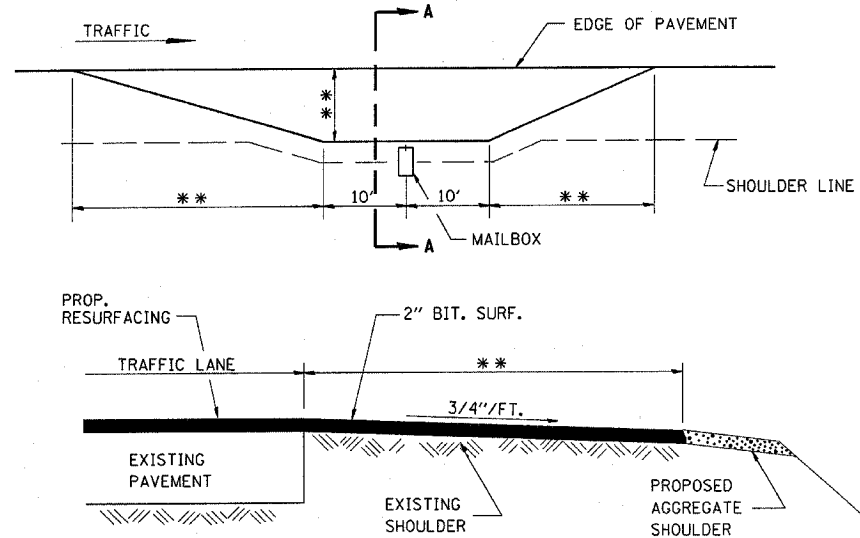 A
TRAFFIC
EDGE OF PAVEMENT
**
SHOULDER LINE
**
10'
10'
**
A
MAILBOX
PROP.
RESURFACING
2" BIT. SURF.
TRAFFIC LANE
**
3/4"/FT.
EXISTING
PAVEMENT
EXISTING
SHOULDER
PROPOSED
AGGREGATE
SHOULDER